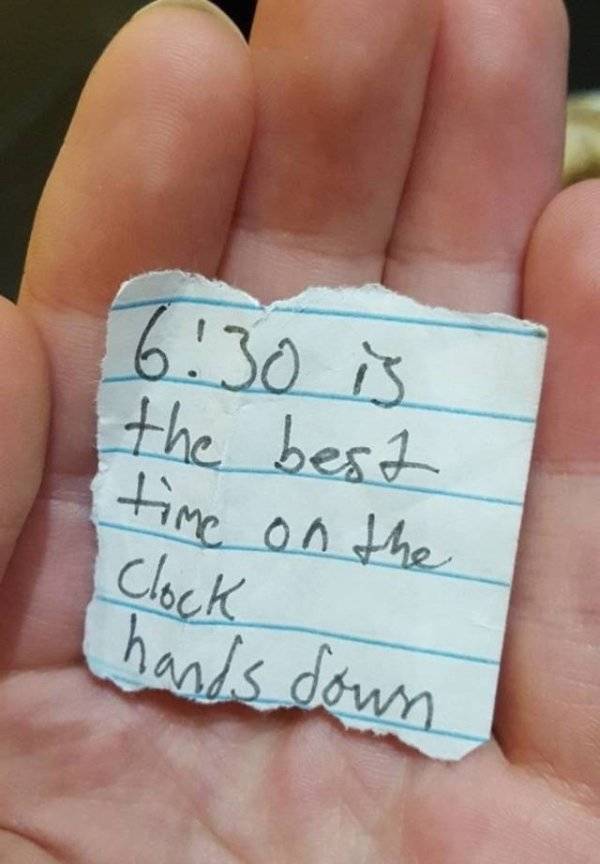 6:30 is
the best
time on the
Clock
hands down